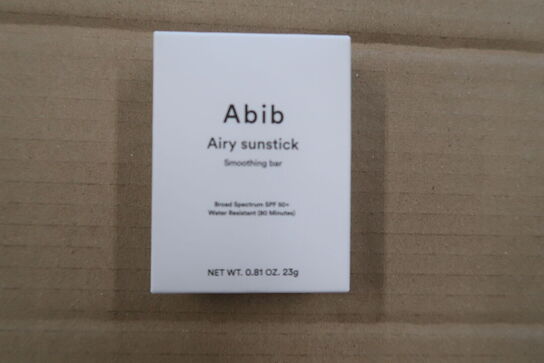 Abib
Airy sunstick
Smoothing bar
Broad Spectrum SPF 50+
Water Resistant (80 Minutes)
NET WT. 0.81 OZ. 23g